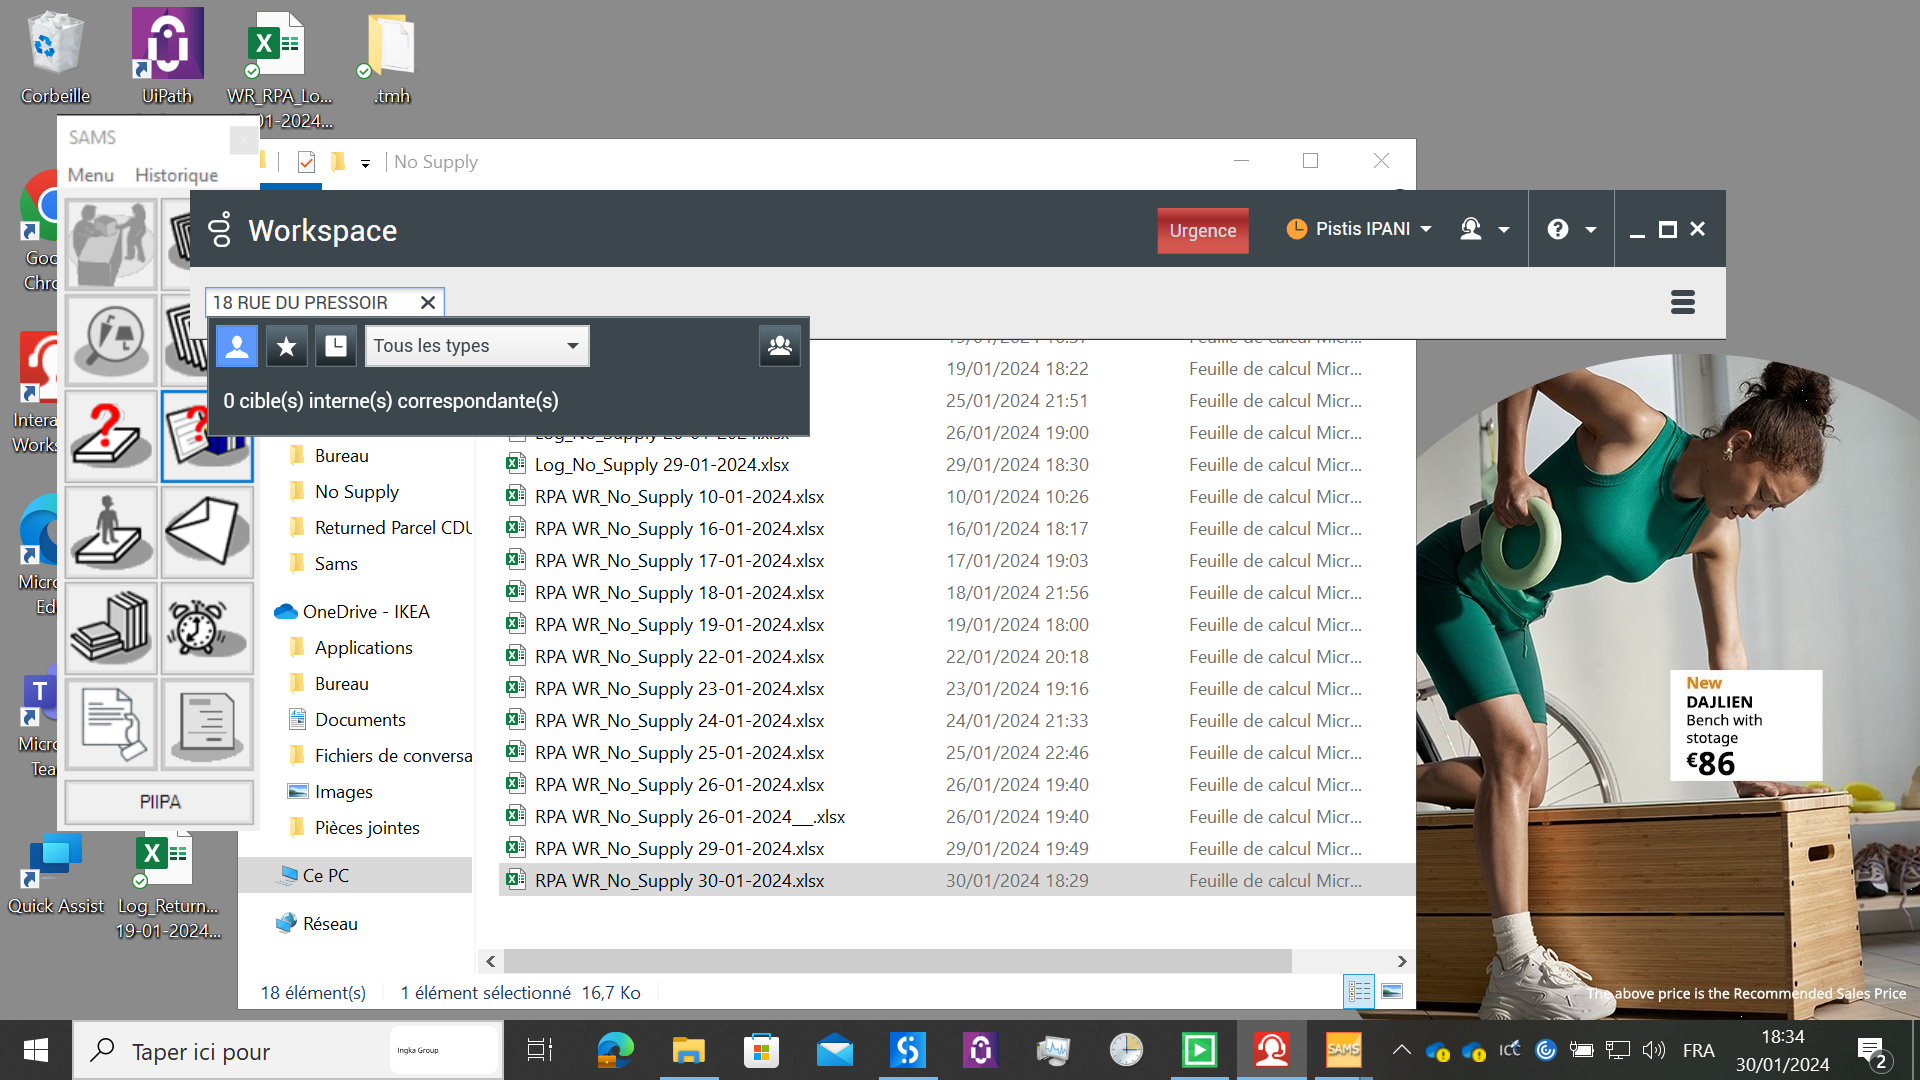 Corbeille
UiPath
WR_RPA_Lo...
.tmh
SAMS
Menu Historique
No Supply
Workspace
Urgence
Pistis IPANI
18 RUE DU PRESSOIR
Tous les types
0 cible(s) interne(s) correspondante(s)
19/01/2024 18:22 Feuille de calcul Micr...
25/01/2024 21:51 Feuille de calcul Micr...
26/01/2024 19:00 Feuille de calcul Micr...
Log_No_Supply 29-01-2024.xlsx 29/01/2024 18:30 Feuille de calcul Micr...
RPA WR_No_Supply 10-01-2024.xlsx 10/01/2024 10:26 Feuille de calcul Micr...
RPA WR_No_Supply 16-01-2024.xlsx 16/01/2024 18:17 Feuille de calcul Micr...
RPA WR_No_Supply 17-01-2024.xlsx 17/01/2024 19:03 Feuille de calcul Micr...
RPA WR_No_Supply 18-01-2024.xlsx 18/01/2024 21:56 Feuille de calcul Micr...
RPA WR_No_Supply 19-01-2024.xlsx 19/01/2024 18:00 Feuille de calcul Micr...
RPA WR_No_Supply 22-01-2024.xlsx 22/01/2024 20:18 Feuille de calcul Micr...
RPA WR_No_Supply 23-01-2024.xlsx 23/01/2024 19:16 Feuille de calcul Micr...
RPA WR_No_Supply 24-01-2024.xlsx 24/01/2024 21:33 Feuille de calcul Micr...
RPA WR_No_Supply 25-01-2024.xlsx 25/01/2024 22:46 Feuille de calcul Micr...
RPA WR_No_Supply 26-01-2024.xlsx 26/01/2024 19:40 Feuille de calcul Micr...
RPA WR_No_Supply 26-01-2024___.xlsx 26/01/2024 19:40 Feuille de calcul Micr...
RPA WR_No_Supply 29-01-2024.xlsx 29/01/2024 19:49 Feuille de calcul Micr...
RPA WR_No_Supply 30-01-2024.xlsx 30/01/2024 18:29 Feuille de calcul Micr...
Bureau
No Supply
Returned Parcel CDU
Sams
OneDrive - IKEA
Applications
Bureau
Documents
Fichiers de conversa
Images
Pièces jointes
Ce PC
Réseau
18 élément(s) 1 élément sélectionné 16,7 Ko
PIIPA
Quick Assist
Log_Return...
19-01-2024...
New
DAJLIEN
Bench with
stotage
€86
The above price is the Recommended Sales Price
Taper ici pour
Ingka Group
SAMS
ICC
FRA
18:34
30/01/2024
2